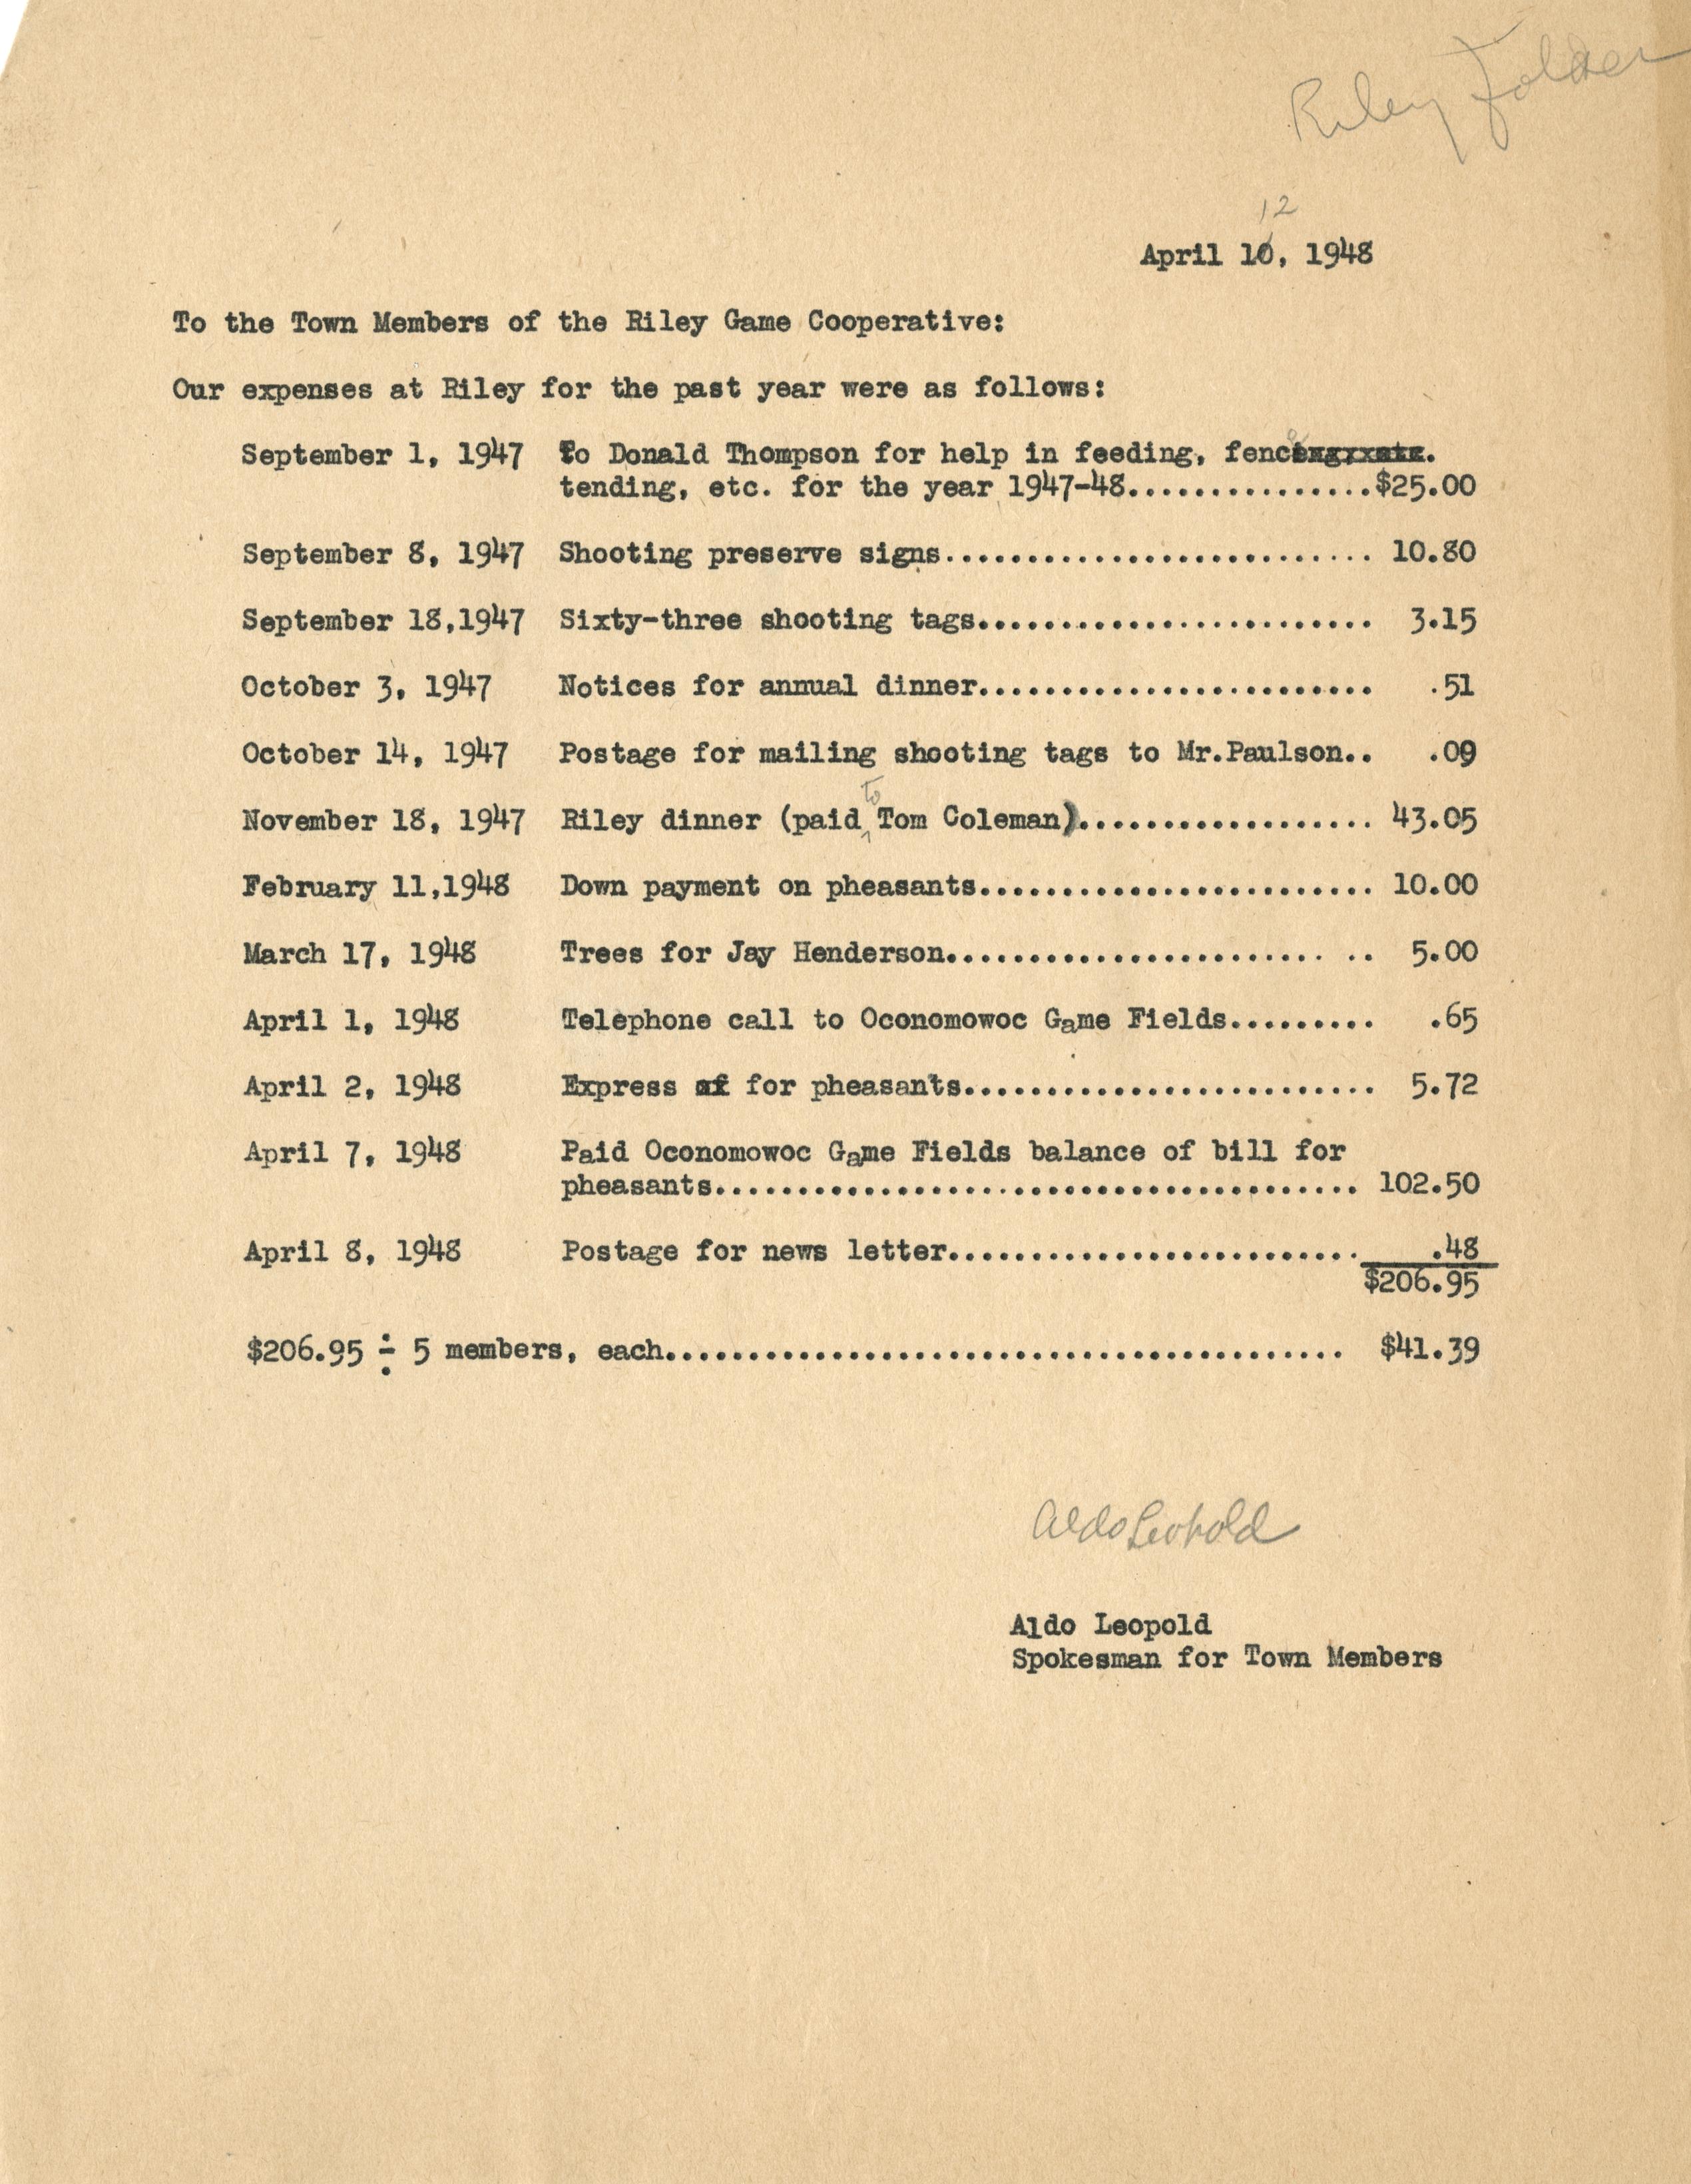 Riley Folder
12
April 10, 1948
To the Town Members of the Riley Game Cooperative:
Our expenses at Riley for the past year were as follows:
September 1, 1947 To Donald Thompson for help in feeding, fence
tending, etc. for the year 1947-48...............$25.00
September 8, 1947 Shooting preserve signs.......................... 10.80
September 18,1947 Sixty-three shooting tags........................ 3.15
October 3, 1947 Notices for annual dinner........................ .51
October 14, 1947 Postage for mailing shooting tags to Mr.Paulson.. .09
November 18, 1947 Riley dinner (paid to Tom Coleman).................. 43.05
February 11,1948 Down payment on pheasants........................ 10.00
March 17, 1948 Trees for Jay Henderson....................... .. 5.00
April 1, 1948 Telephone call to Oconomowoc Game Fields......... .65
April 2, 1948 Express for pheasants......................... 5.72
April 7, 1948 Paid Oconomowoc Game Fields balance of bill for
pheasants....................................... 102.50
April 8, 1948 Postage for news letter......................... .48
$206.95
$206.95 ÷ 5 members, each......................................... $41.39
Aldo Leopold
Aldo Leopold
Spokesman for Town Members